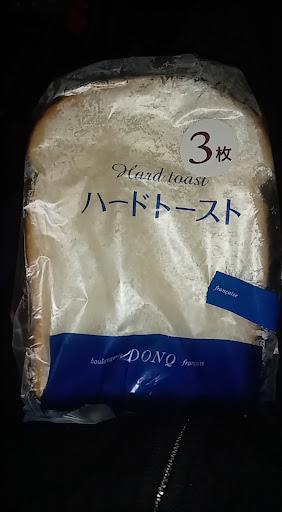 3枚
Hard toast
ハードトースト
française
boulangerie DONQ française